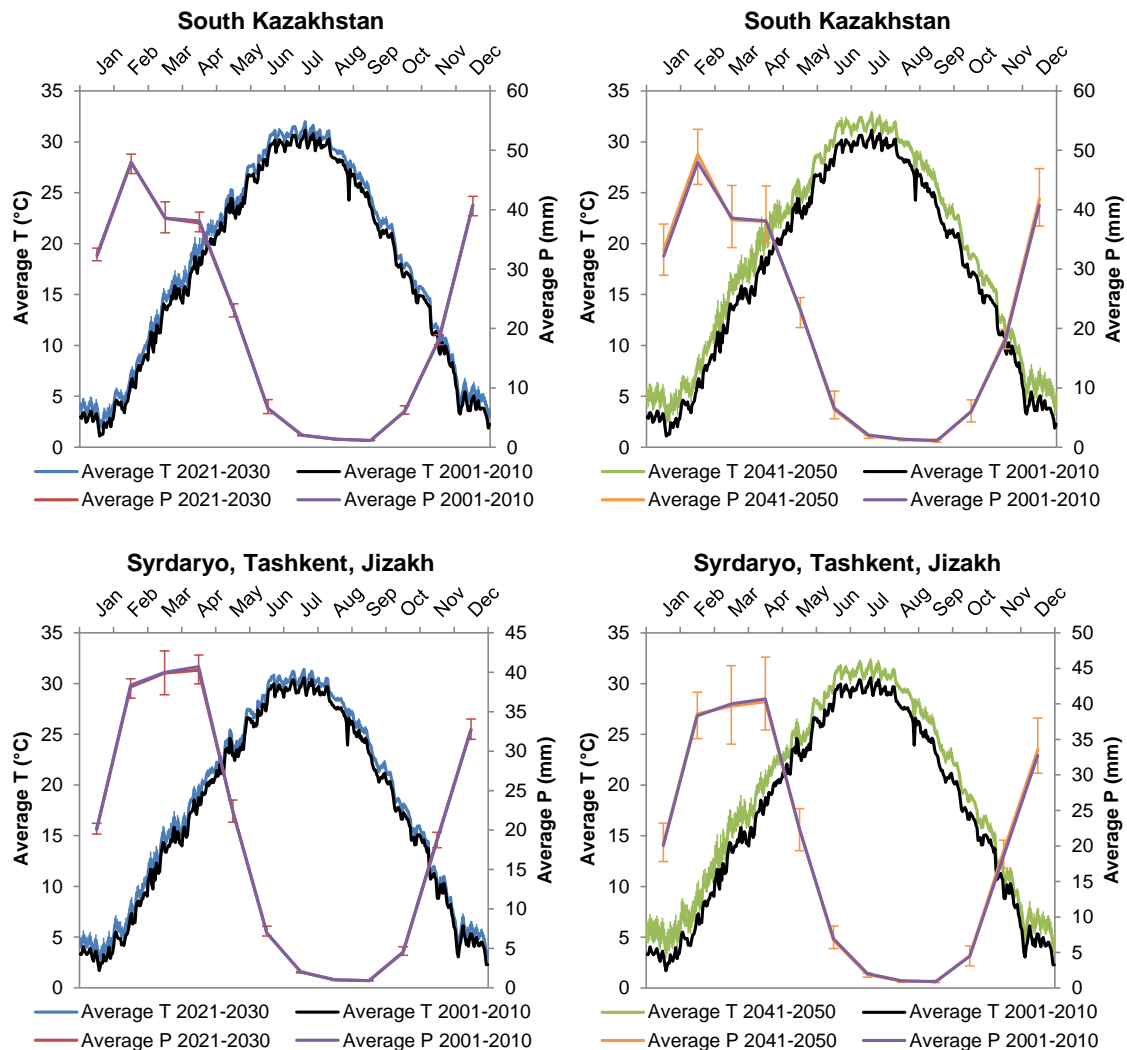 South Kazakhstan
Jan Feb Mar Apr May Jun Jul Aug Sep Oct Nov Dec
35 30 25 20 15 10 5 0
Average T (°C)
60 50 40 30 20 10 0
Average P (mm)
Average T 2021-2030 Average T 2001-2010
Average P 2021-2030 Average P 2001-2010
South Kazakhstan
Jan Feb Mar Apr May Jun Jul Aug Sep Oct Nov Dec
35 30 25 20 15 10 5 0
Average T (°C)
60 50 40 30 20 10 0
Average P (mm)
Average T 2041-2050 Average T 2001-2010
Average P 2041-2050 Average P 2001-2010
Syrdaryo, Tashkent, Jizakh
Jan Feb Mar Apr May Jun Jul Aug Sep Oct Nov Dec
35 30 25 20 15 10 5 0
Average T (°C)
45 40 35 30 25 20 15 10 5 0
Average P (mm)
Average T 2021-2030 Average T 2001-2010
Average P 2021-2030 Average P 2001-2010
Syrdaryo, Tashkent, Jizakh
Jan Feb Mar Apr May Jun Jul Aug Sep Oct Nov Dec
35 30 25 20 15 10 5 0
Average T (°C)
50 45 40 35 30 25 20 15 10 5 0
Average P (mm)
Average T 2041-2050 Average T 2001-2010
Average P 2041-2050 Average P 2001-2010